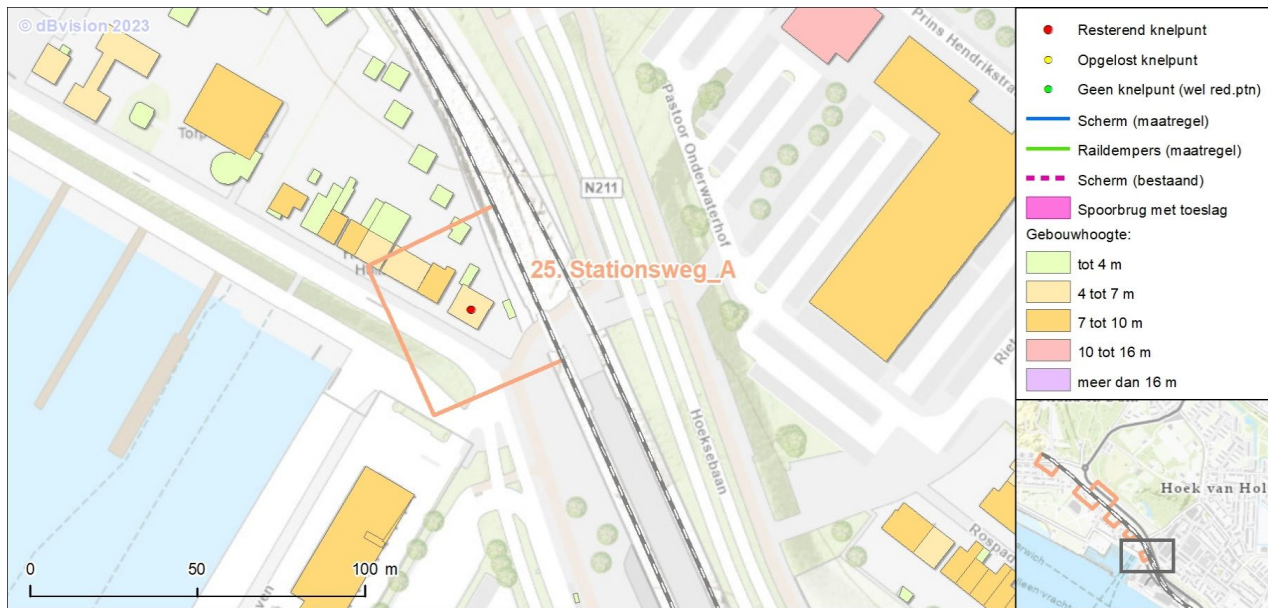 © dBvision 2023
Prins Hendrikstra
Pastoor Onderwaterhof
N211
25. Stationsweg_A
Hoeksebaan
Riet
Rospad
0 50 100 m
Resterend knelpunt
Opgelost knelpunt
Geen knelpunt (wel red.ptn)
Scherm (maatregel)
Raildempers (maatregel)
Scherm (bestaand)
Spoorbrug met toeslag
Gebouwhoogte:
tot 4 m
4 tot 7 m
7 tot 10 m
10 tot 16 m
meer dan 16 m
Hoek van Hol